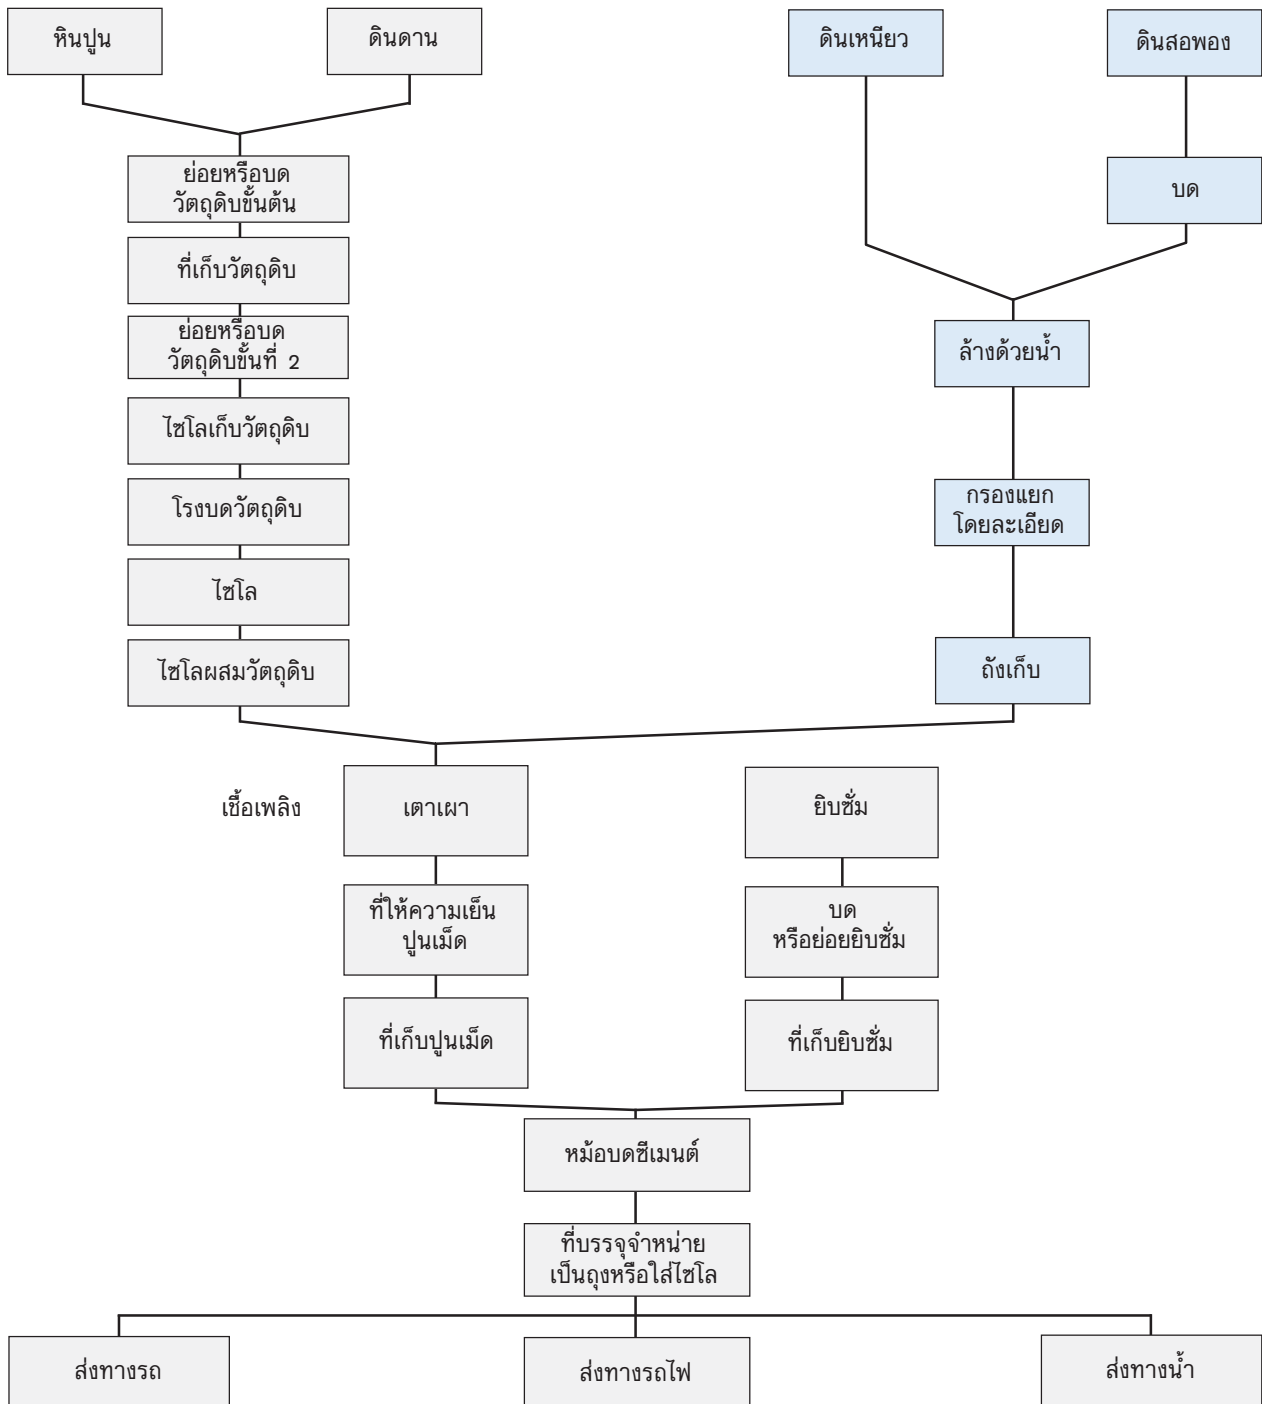 หินปูน
ดินดาน
ดินเหนียว
ดินสอพอง
ย่อยหรือบด
วัตถุดิบขั้นต้น
บด
ที่เก็บวัตถุดิบ
ย่อยหรือบด
วัตถุดิบขั้นที่ 2
ล้างด้วยน้ำ
ไซโลเก็บวัตถุดิบ
โรงบดวัตถุดิบ
กรองแยก
โดยละเอียด
ไซโล
ไซโลผสมวัตถุดิบ
ถังเก็บ
เชื้อเพลิง
เตาเผา
ยิบซั่ม
ที่ให้ความเย็น
ปูนเม็ด
บด
หรือย่อยยิบซั่ม
ที่เก็บปูนเม็ด
ที่เก็บยิบซั่ม
หม้อบดซีเมนต์
ที่บรรจุจำหน่าย
เป็นถุงหรือใส่ไซโล
ส่งทางรถ
ส่งทางรถไฟ
ส่งทางน้ำ